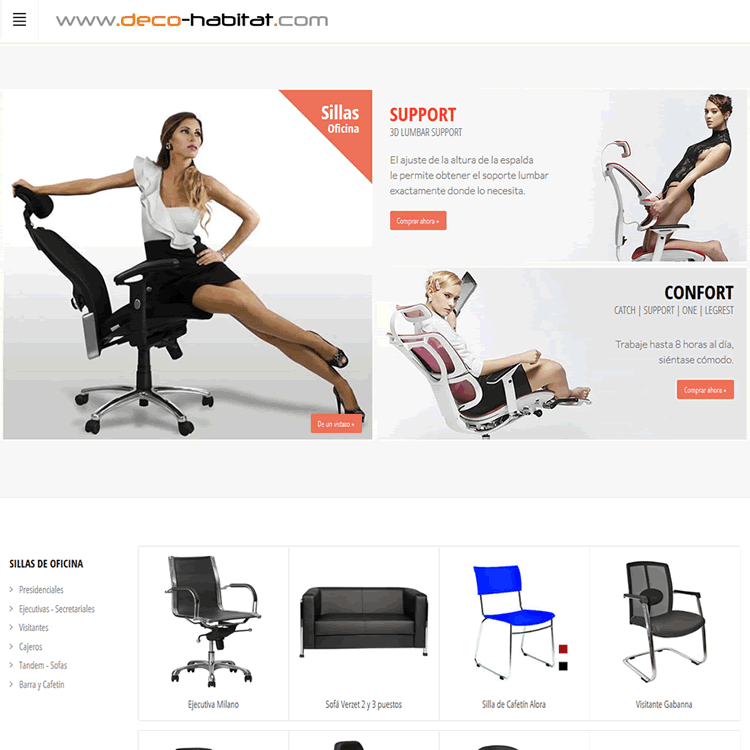 www.deco-habitat.com
Sillas
Oficina
De un vistazo »
SUPPORT
3D LUMBAR SUPPORT
El ajuste de la altura de la espalda
le permite obtener el soporte lumbar
exactamente donde lo necesita.
Comprar ahora »
CONFORT
CATCH | SUPPORT | ONE | LEGREST
Trabaje hasta 8 horas al día,
siéntase cómodo.
Comprar ahora »
SILLAS DE OFICINA
Presidenciales
Ejecutivas - Secretariales
Visitantes
Cajeros
Tandem - Sofas
Barra y Cafetín
Ejecutiva Milano
Sofá Verzet 2 y 3 puestos
Silla de Cafetín Alora
Visitante Gabanna